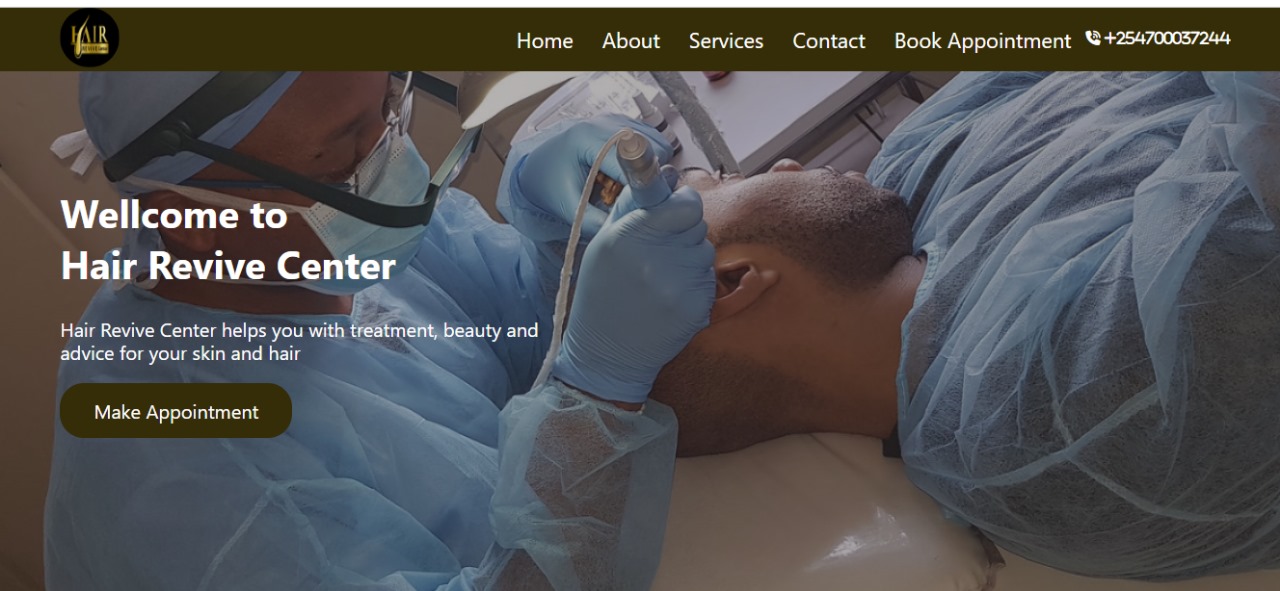 HAIR
REVIVE Center
Home About Services Contact Book Appointment +254700037244
Wellcome to
Hair Revive Center
Hair Revive Center helps you with treatment, beauty and
advice for your skin and hair
Make Appointment